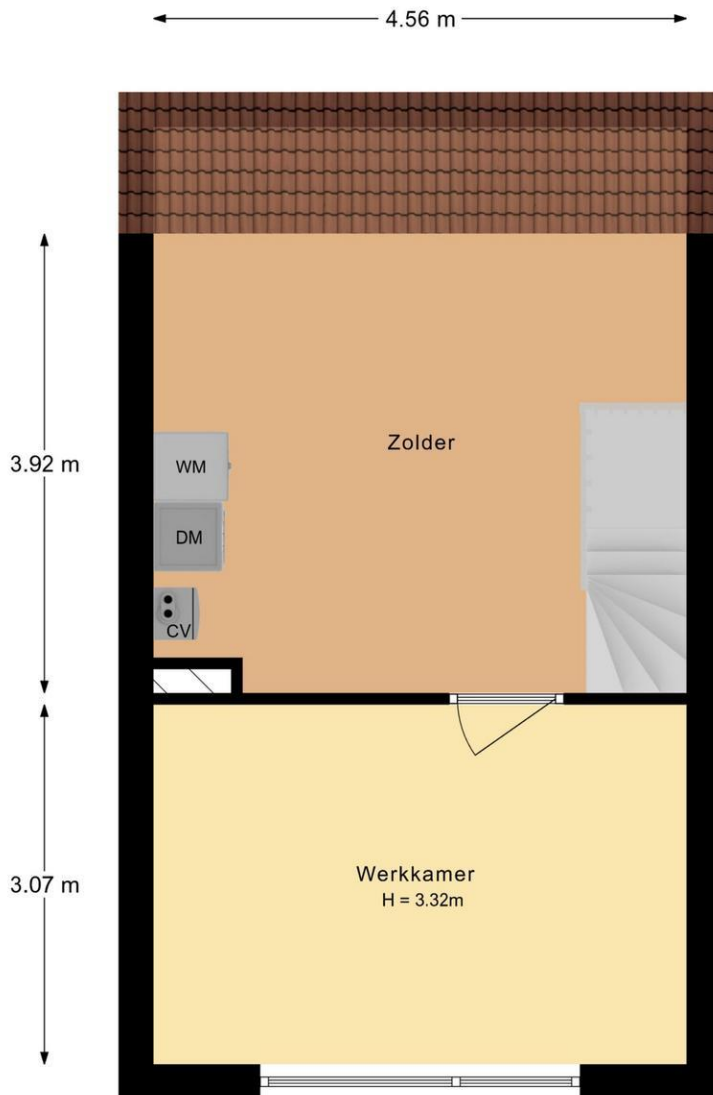 4.56 m
Zolder
3.92 m
WM
DM
CV
Werkkamer
3.07 m
H = 3.32m